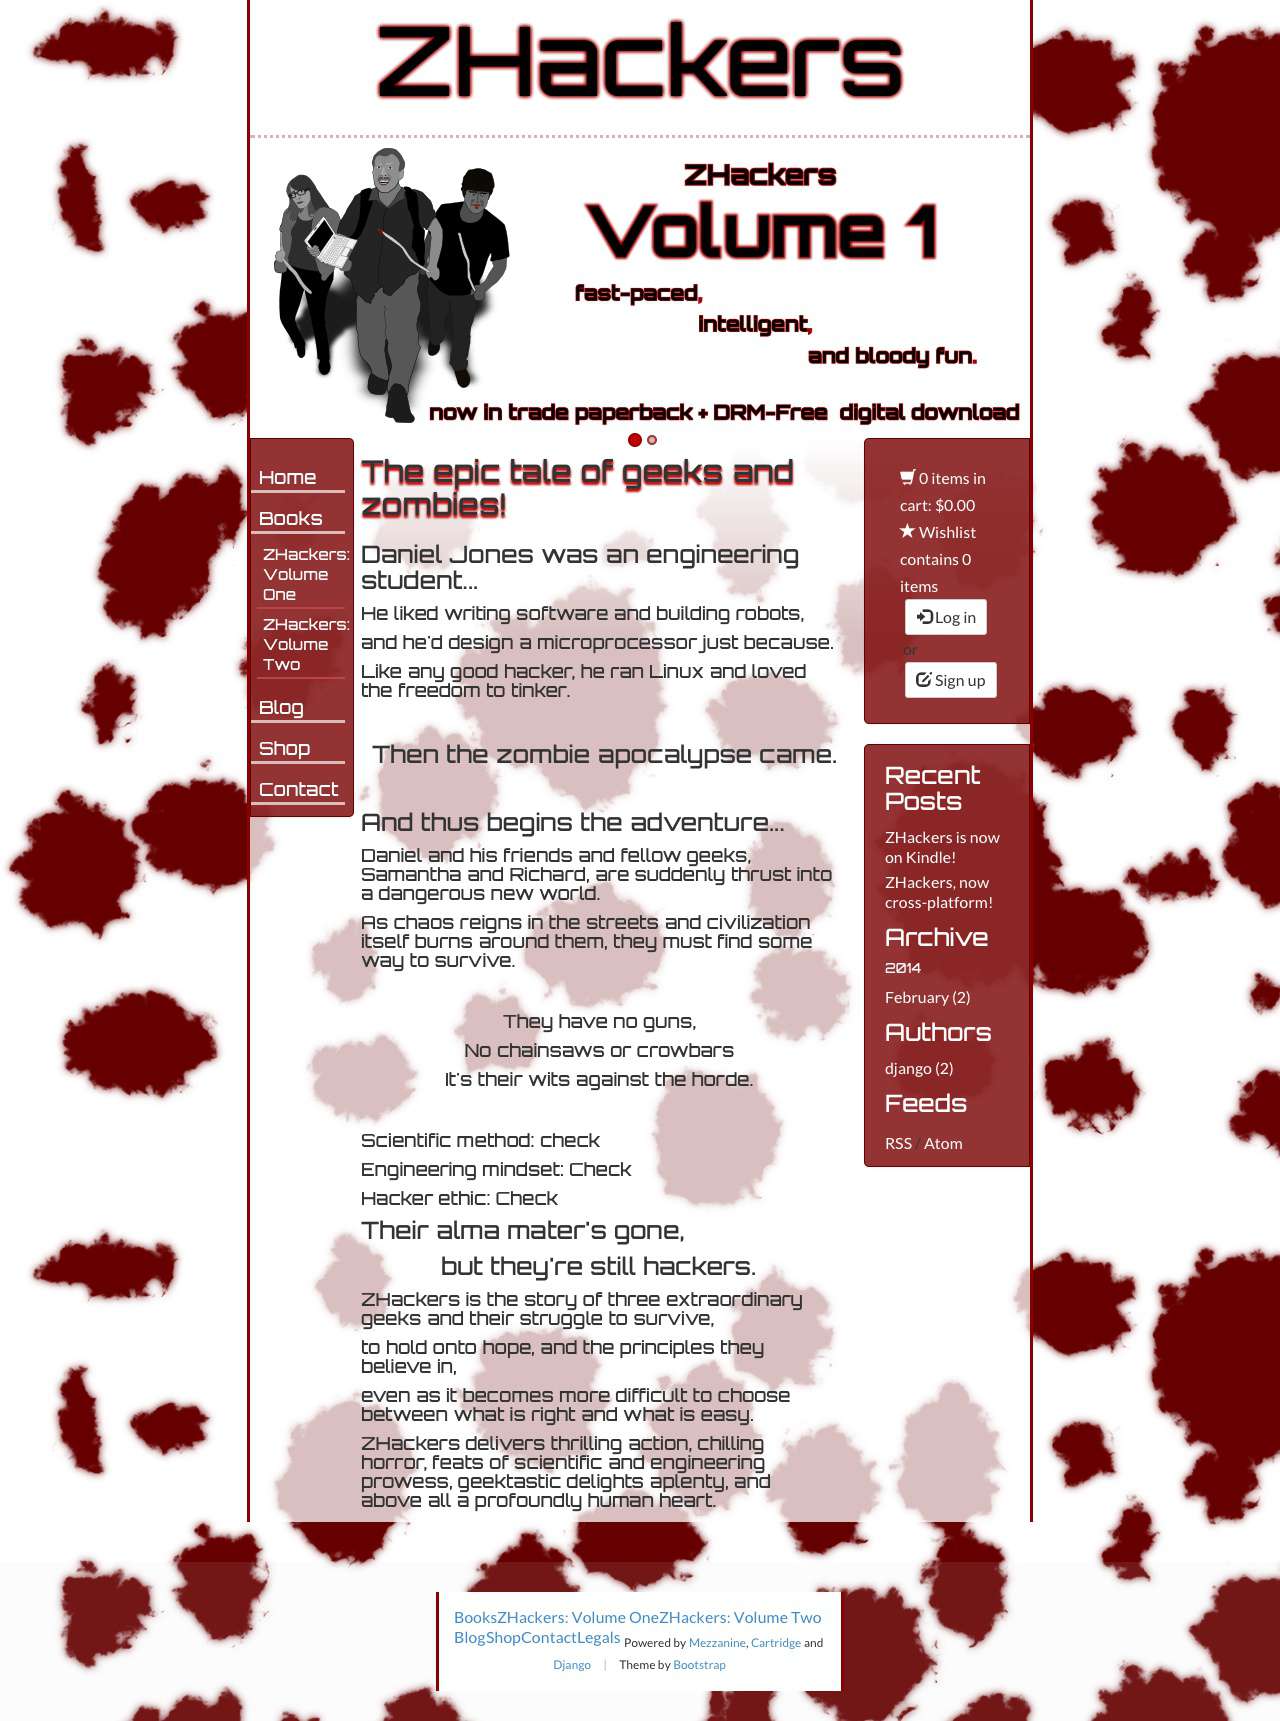 ZHackers
ZHackers
Volume 1
fast-paced,
intelligent,
and bloody fun.
now in trade paperback + DRM-Free digital download
Home
Books
ZHackers:
Volume
One
ZHackers:
Volume
Two
Blog
Shop
Contact
The epic tale of geeks and
zombies!
Daniel Jones was an engineering
student...
He liked writing software and building robots,
and he'd design a microprocessor just because.
Like any good hacker, he ran Linux and loved
the freedom to tinker.
Then the zombie apocalypse came.
And thus begins the adventure...
Daniel and his friends and fellow geeks,
Samantha and Richard, are suddenly thrust into
a dangerous new world.
As chaos reigns in the streets and civilization
itself burns around them, they must find some
way to survive.
They have no guns,
No chainsaws or crowbars
It's their wits against the horde.
Scientific method: check
Engineering mindset: Check
Hacker ethic: Check
Their alma mater's gone,
but they're still hackers.
ZHackers is the story of three extraordinary
geeks and their struggle to survive,
to hold onto hope, and the principles they
believe in,
even as it becomes more difficult to choose
between what is right and what is easy.
ZHackers delivers thrilling action, chilling
horror, feats of scientific and engineering
prowess, geektastic delights aplenty, and
above all a profoundly human heart.
0 items in
cart: $0.00
Wishlist
contains 0
items
Log in
or
Sign up
Recent
Posts
ZHackers is now
on Kindle!
ZHackers, now
cross-platform!
Archive
2014
February (2)
Authors
django (2)
Feeds
RSS / Atom
BooksZHackers: Volume OneZHackers: Volume Two
BlogShopContactLegals Powered by Mezzanine, Cartridge and
Django | Theme by Bootstrap